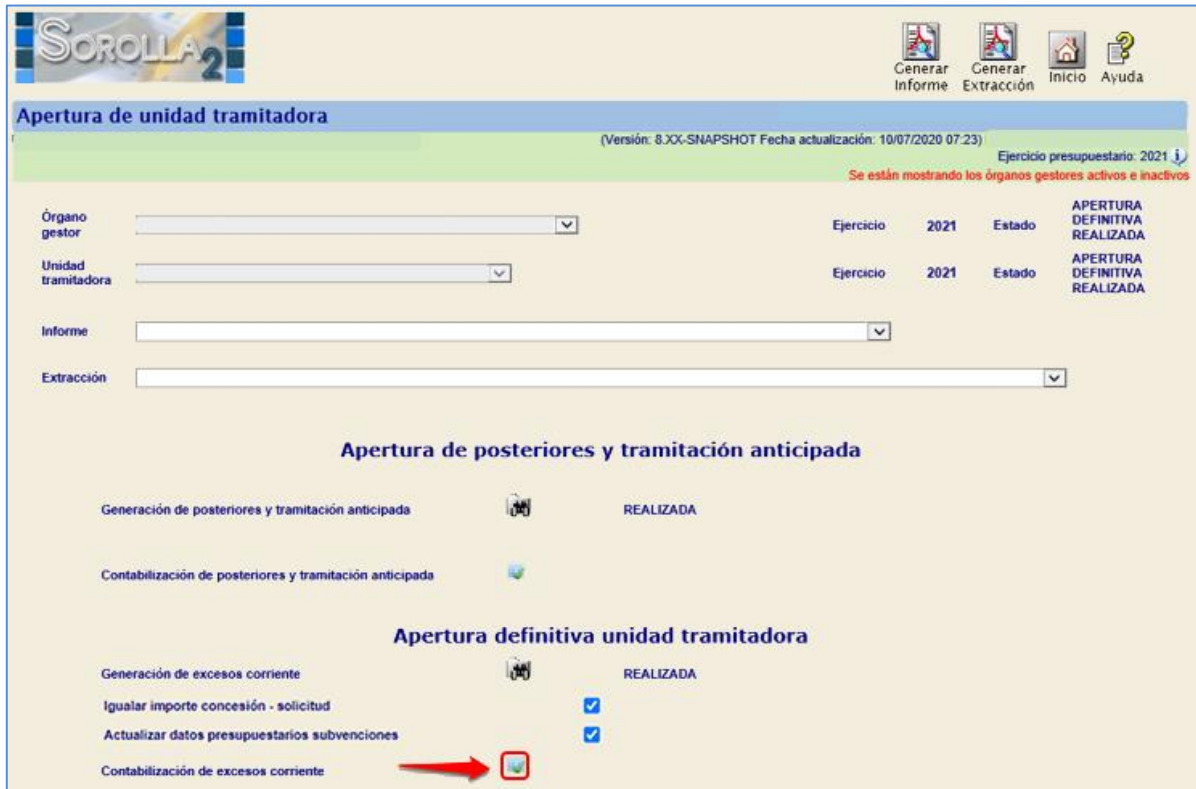 SOROLLA2
Generar Informe
Generar Extracción
Inicio
Ayuda
Apertura de unidad tramitadora
(Versión: 8.XX-SNAPSHOT Fecha actualización: 10/07/2020 07:23)
Ejercicio presupuestario: 2021
Se están mostrando los órganos gestores activos e inactivos
Órgano gestor
Ejercicio 2021 Estado APERTURA DEFINITIVA REALIZADA
Unidad tramitadora
Ejercicio 2021 Estado APERTURA DEFINITIVA REALIZADA
Informe
Extracción
Apertura de posteriores y tramitación anticipada
Generación de posteriores y tramitación anticipada REALIZADA
Contabilización de posteriores y tramitación anticipada
Apertura definitiva unidad tramitadora
Generación de excesos corriente REALIZADA
Igualar importe concesión - solicitud
Actualizar datos presupuestarios subvenciones
Contabilización de excesos corriente